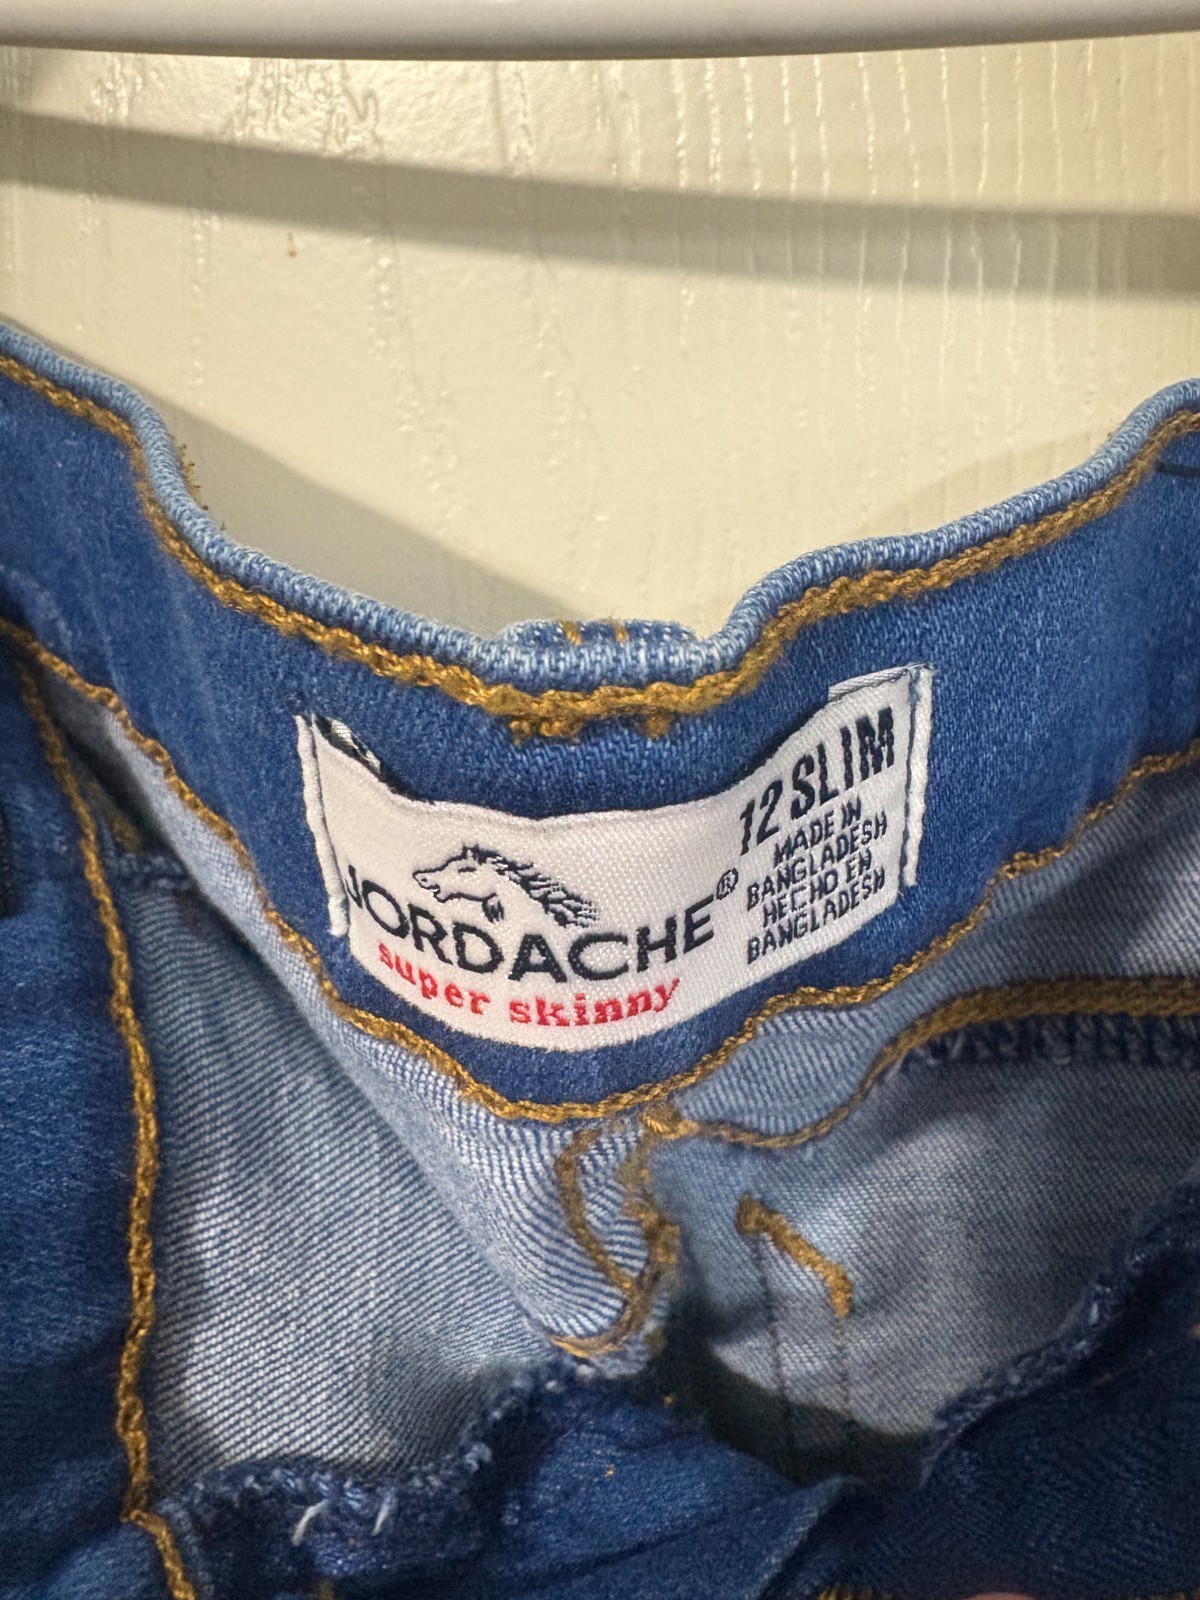 JORDACHE®
super skinny
12 SLIM
MADE IN
BANGLADESH
HECHO EN
BANGLADESH